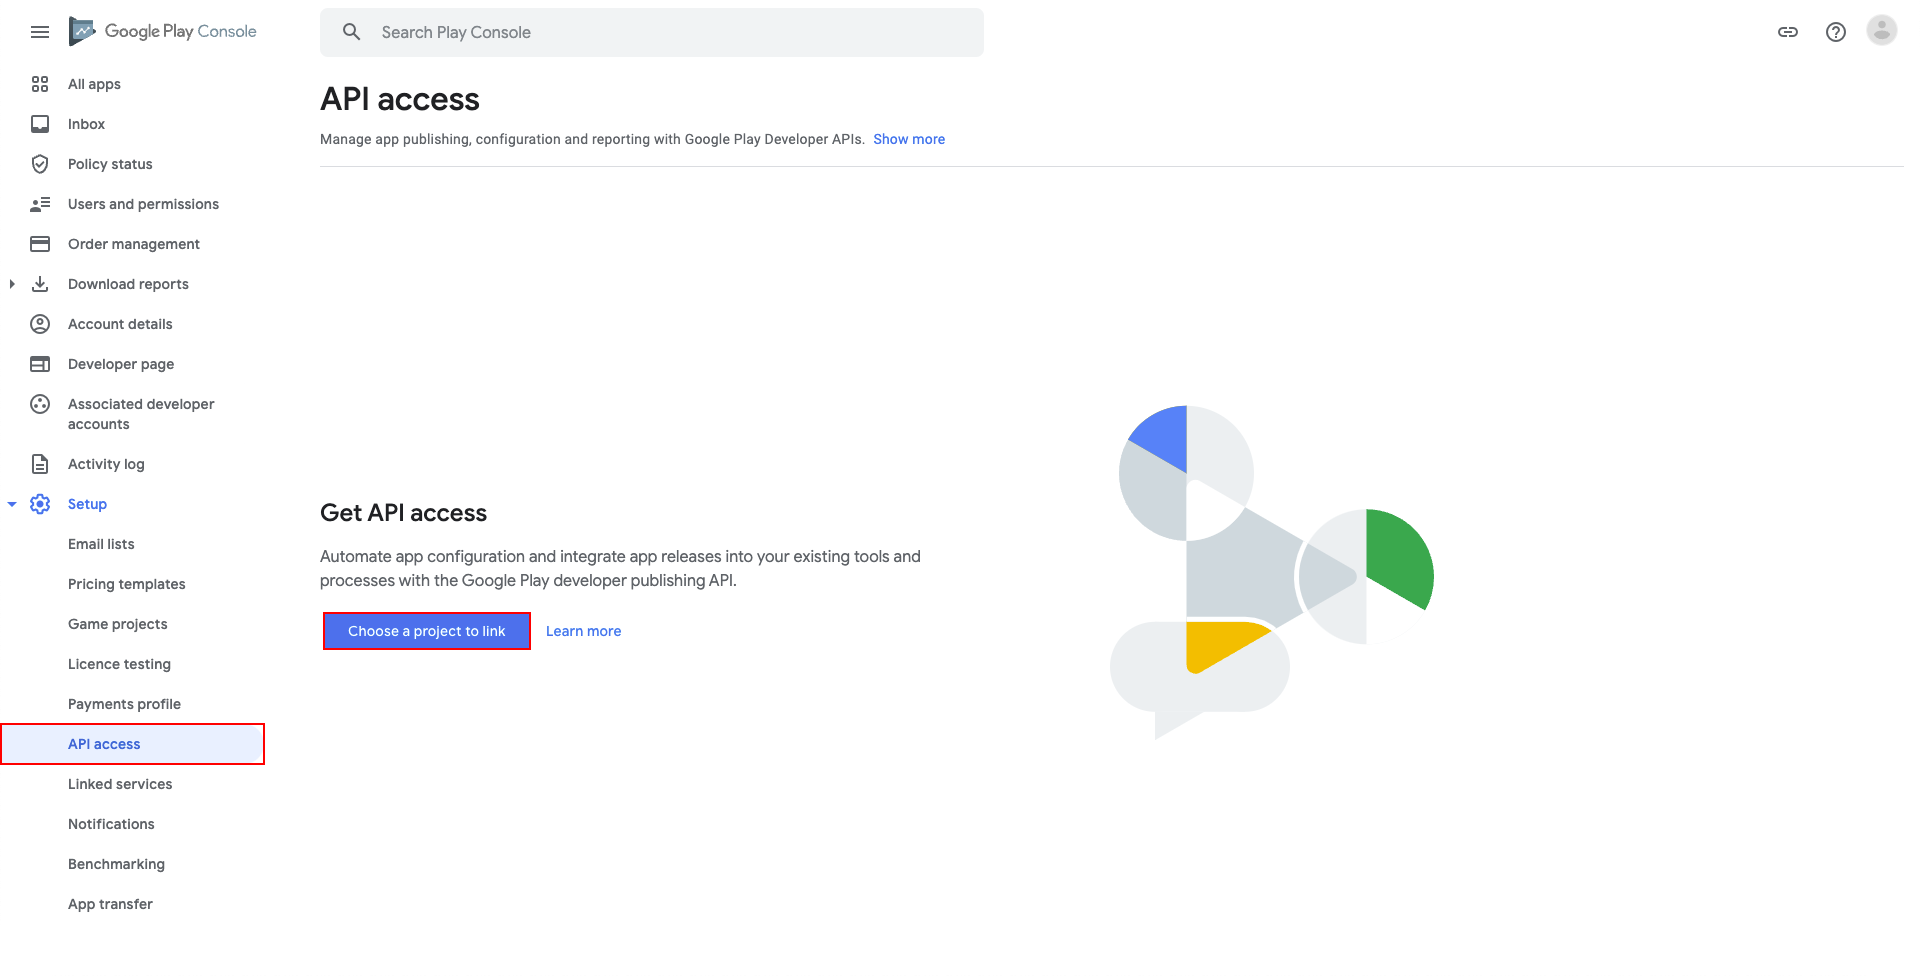 Google Play Console
Search Play Console
All apps
Inbox
Policy status
Users and permissions
Order management
Download reports
Account details
Developer page
Associated developer
accounts
Activity log
Setup
Email lists
Pricing templates
Game projects
Licence testing
Payments profile
API access
Linked services
Notifications
Benchmarking
App transfer
API access
Manage app publishing, configuration and reporting with Google Play Developer APIs. Show more
Get API access
Automate app configuration and integrate app releases into your existing tools and
processes with the Google Play developer publishing API.
Choose a project to link
Learn more